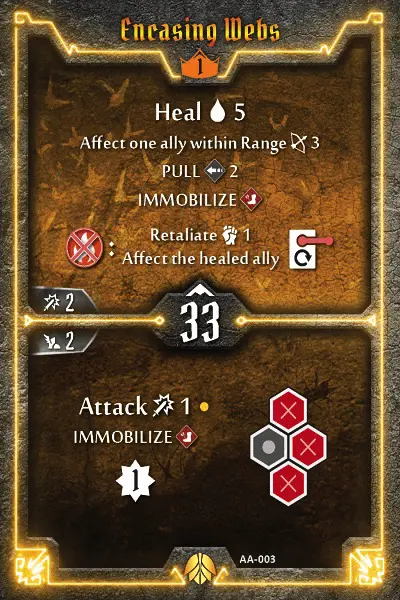 Encasing Webs
1
Heal 5
Affect one ally within Range 3
PULL 2
IMMOBILIZE
: Retaliate 1
Affect the healed ally
2
33
2
Attack 1
IMMOBILIZE
1
AA-003